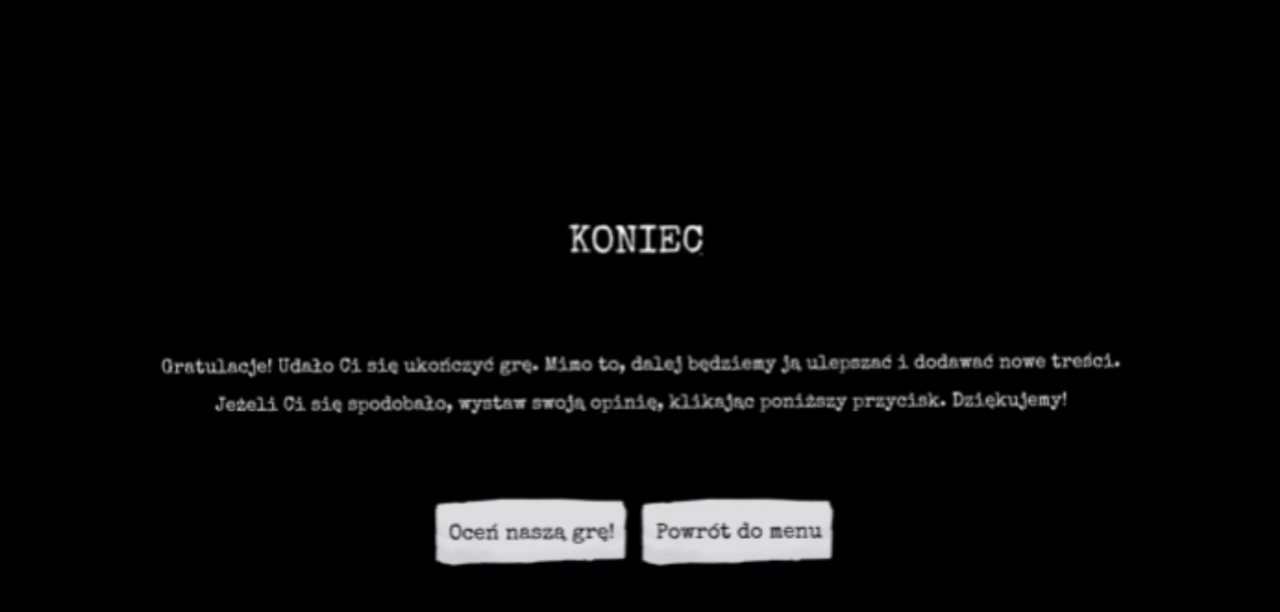 KONIEC
Gratulacje! Udało Ci się ukończyć grę. Mimo to, dalej będziemy ją ulepszać i dodawać nowe treści.
Jeżeli Ci się spodobało, wystaw swoją opinię, klikając poniższy przycisk. Dziękujemy!
Oceń naszą grę! Powrót do menu